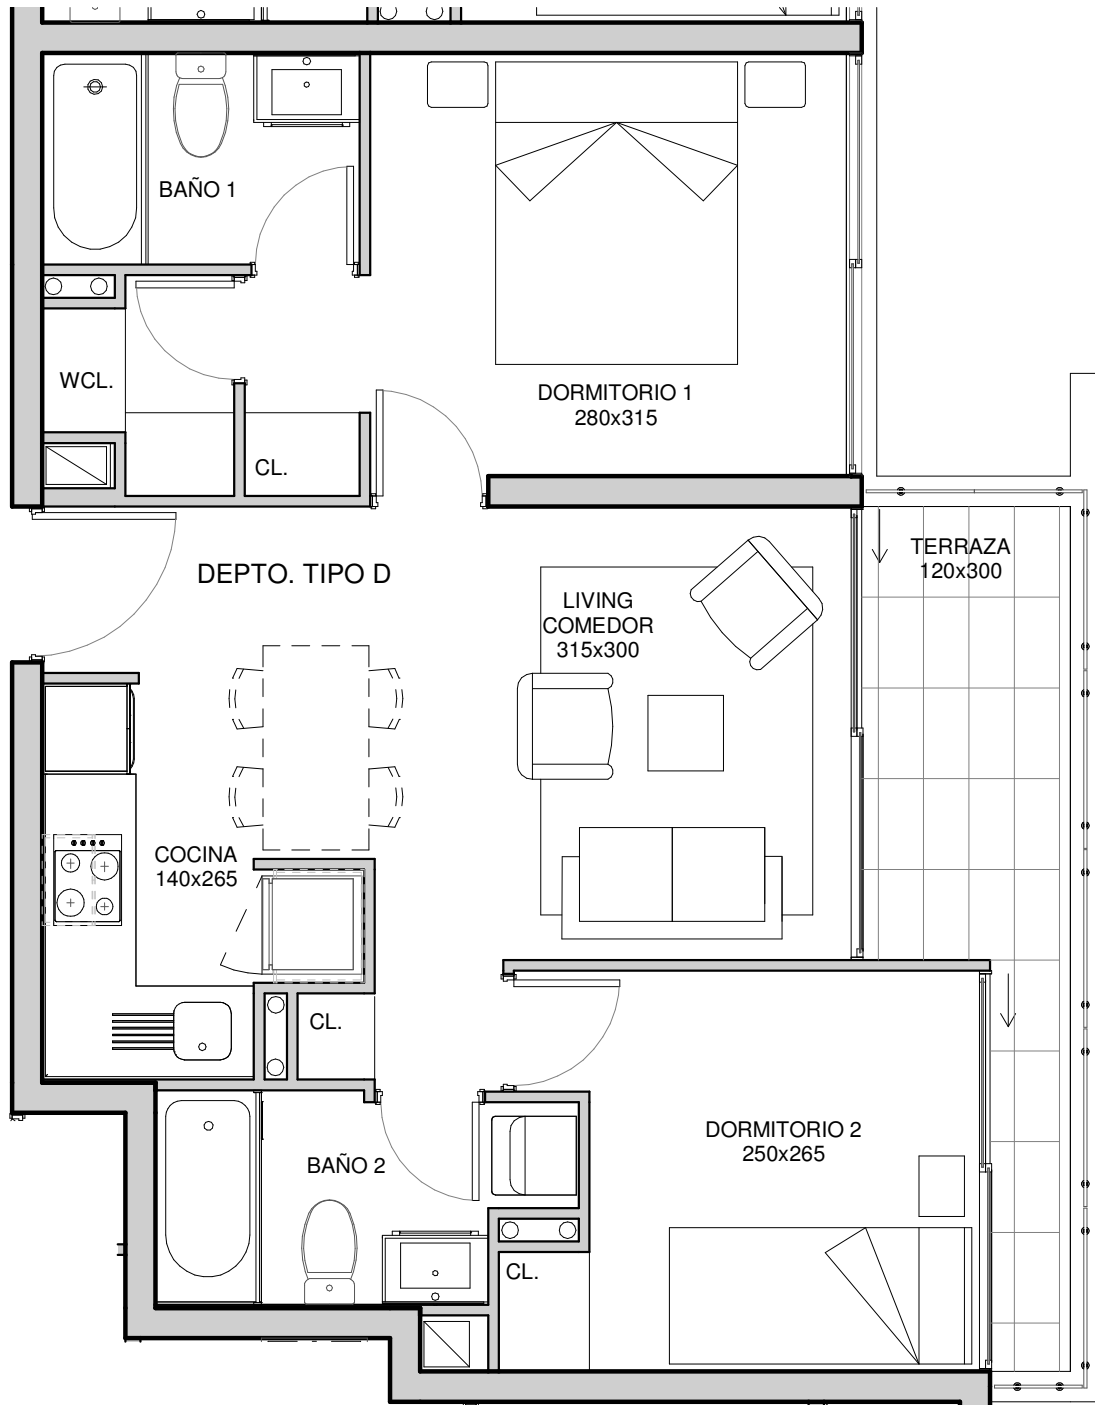 BAÑO 1
WCL.
DORMITORIO 1
280x315
CL.
DEPTO. TIPO D
TERRAZA
120x300
LIVING
COMEDOR
315x300
COCINA
140x265
CL.
DORMITORIO 2
250x265
BAÑO 2
CL.